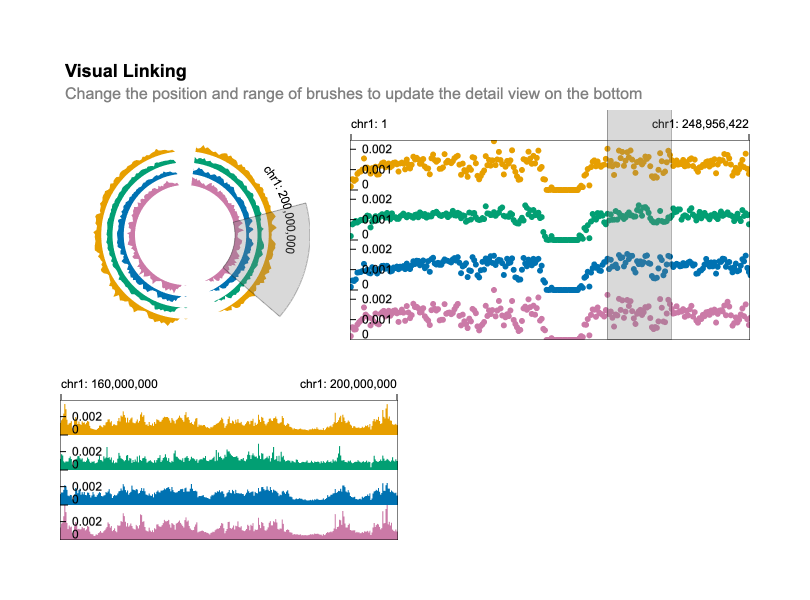 Visual Linking
Change the position and range of brushes to update the detail view on the bottom
chr1: 200,000,000
chr1: 1
chr1: 248,956,422
0.002
0.001
0
0.002
0.001
0
0.002
0.001
0
0.002
0.001
0
chr1: 160,000,000
chr1: 200,000,000
0.002
0
0.002
0
0.002
0
0.002
0